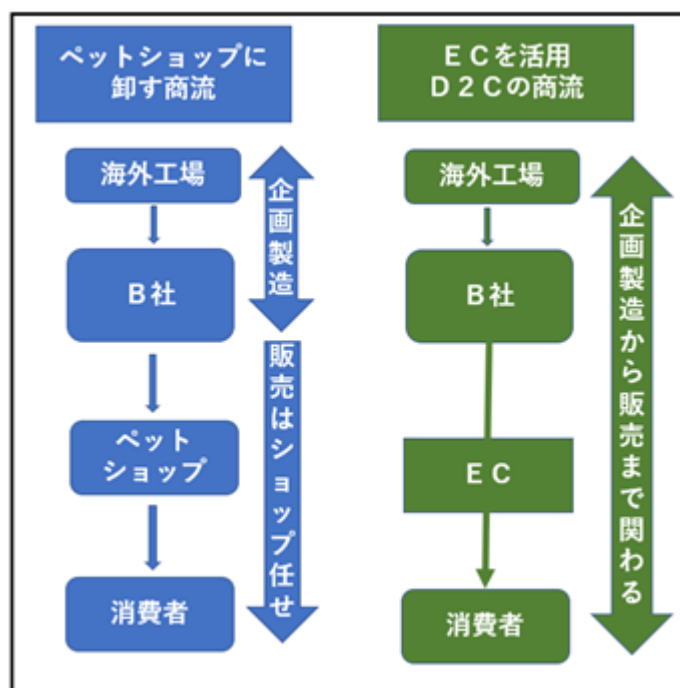 ペットショップに
卸す商流
海外工場
B社
ペット
ショップ
消費者
企画製造
販売はショップ任せ
ECを活用
D2Cの商流
海外工場
B社
EC
消費者
企画製造から販売まで関わる